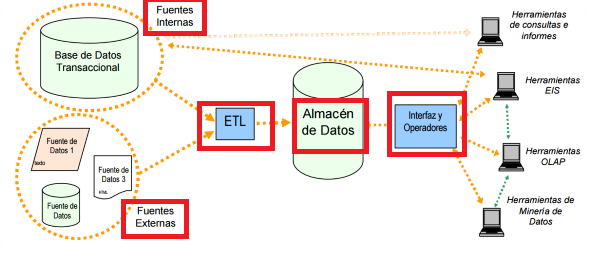 Fuentes
Internas
Base de Datos
Transaccional
Herramientas
de consultas e
informes
Herramientas
EIS
ETL
Almacén
de Datos
Interfaz y
Operadores
Fuente de
Datos 1
texto
Fuente de
Datos 3
HTML
Fuente de
Datos
Fuentes
Externas
Herramientas
OLAP
Herramientas de
Minería de
Datos